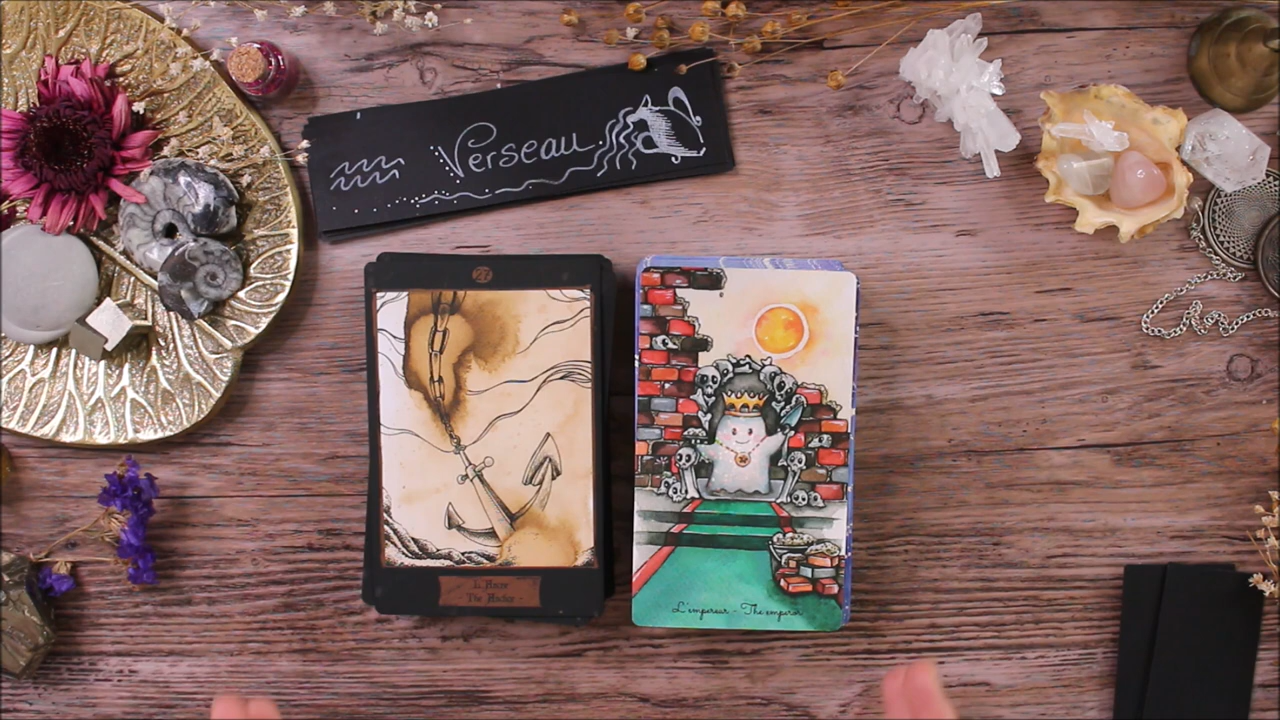 Verseau
27
L'Ancre
- The Anchor -
L'empereur - The emperor